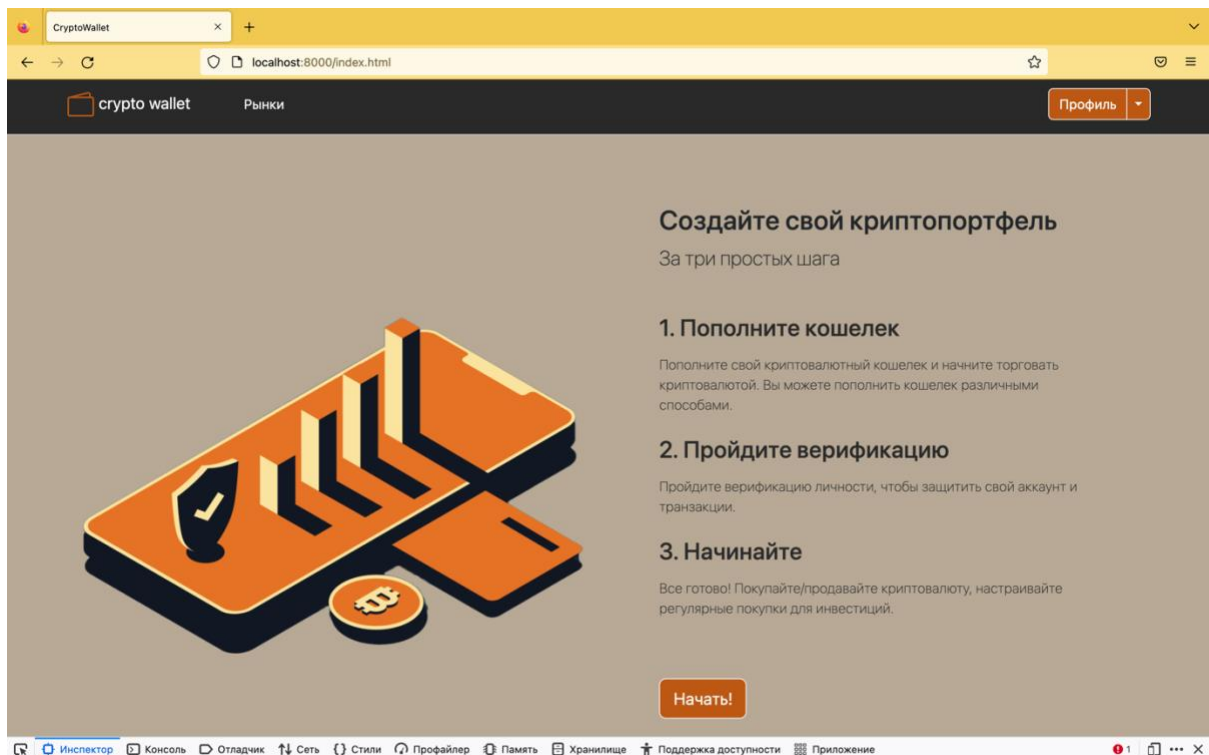 CryptoWallet
localhost:8000/index.html
crypto wallet
Рынки
Профиль
Создайте свой криптопортфель
За три простых шага
1. Пополните кошелек
Пополните свой криптовалютный кошелек и начните торговать
криптовалютой. Вы можете пополнить кошелек различными
способами.
2. Пройдите верификацию
Пройдите верификацию личности, чтобы защитить свой аккаунт и
транзакции.
3. Начинайте
Все готово! Покупайте/продавайте криптовалюту, настраивайте
регулярные покупки для инвестиций.
Начать!
Инспектор Консоль Отладчик Сеть {} Стили Профайлер Память Хранилище Поддержка доступности Приложение 1